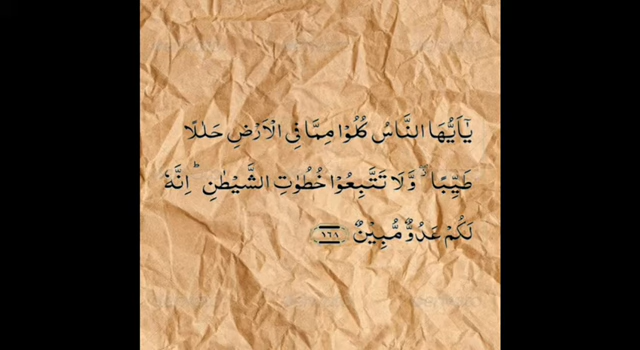 يٰٓاَيُّهَا النَّاسُ كُلُوْا مِمَّا فِى الْاَرْضِ حَلٰلًا
طَيِّبًا ۖ وَّلَا تَتَّبِعُوْا خُطُوٰتِ الشَّيْطٰنِ ۗ اِنَّهٗ
لَكُمْ عَدُوٌّ مُّبِيْنٌ ١٦٨